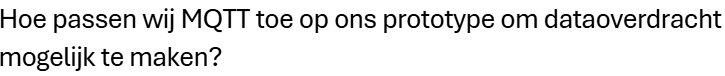 Hoe passen wij MQTT toe op ons prototype om dataoverdracht
mogelijk te maken?